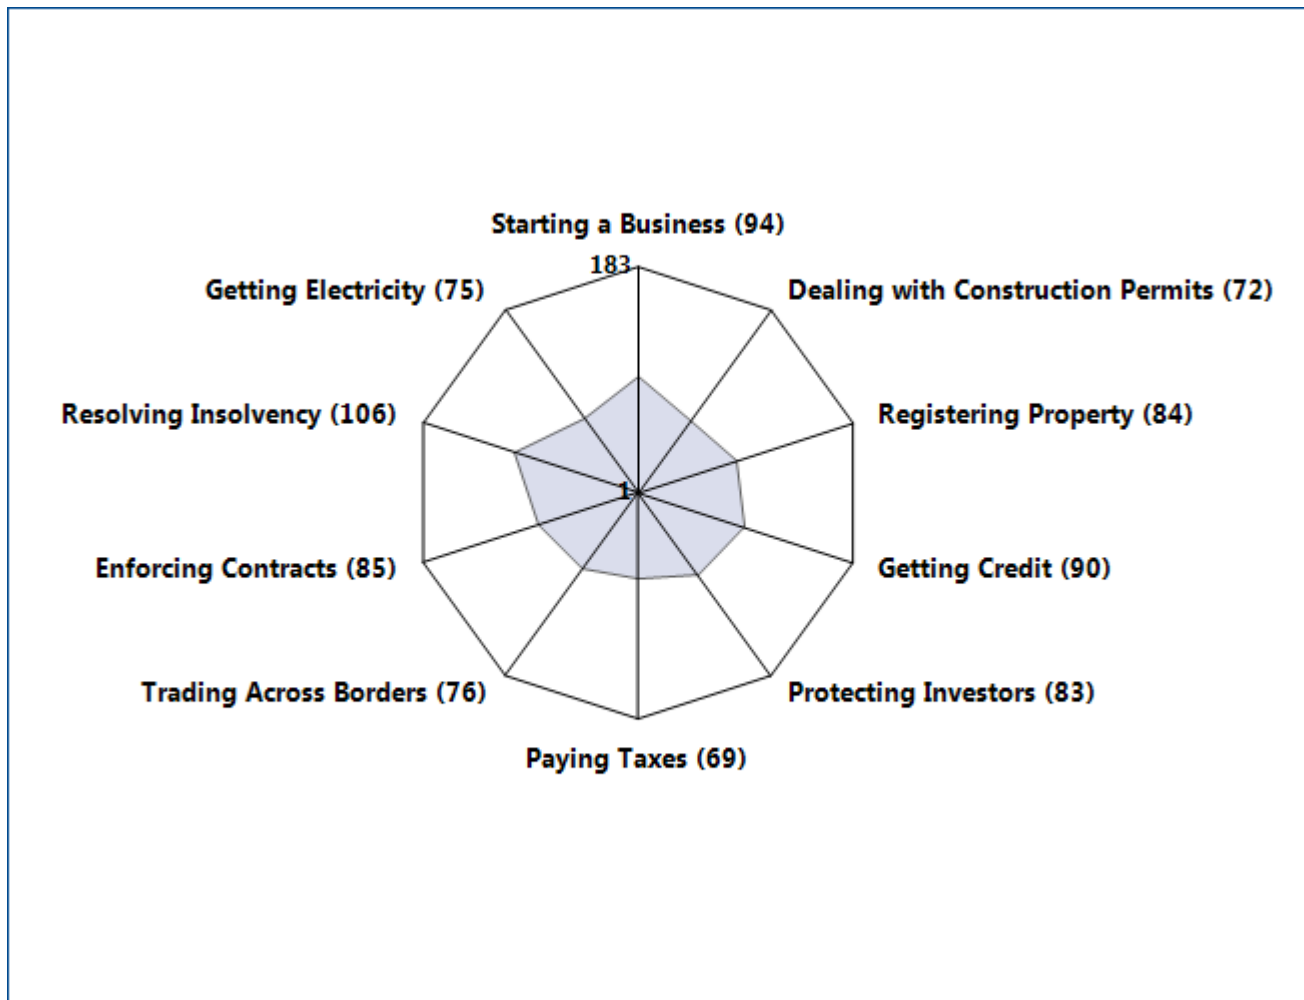 Starting a Business (94)
183
Getting Electricity (75)
Dealing with Construction Permits (72)
Resolving Insolvency (106)
Registering Property (84)
1
Enforcing Contracts (85)
Getting Credit (90)
Trading Across Borders (76)
Protecting Investors (83)
Paying Taxes (69)